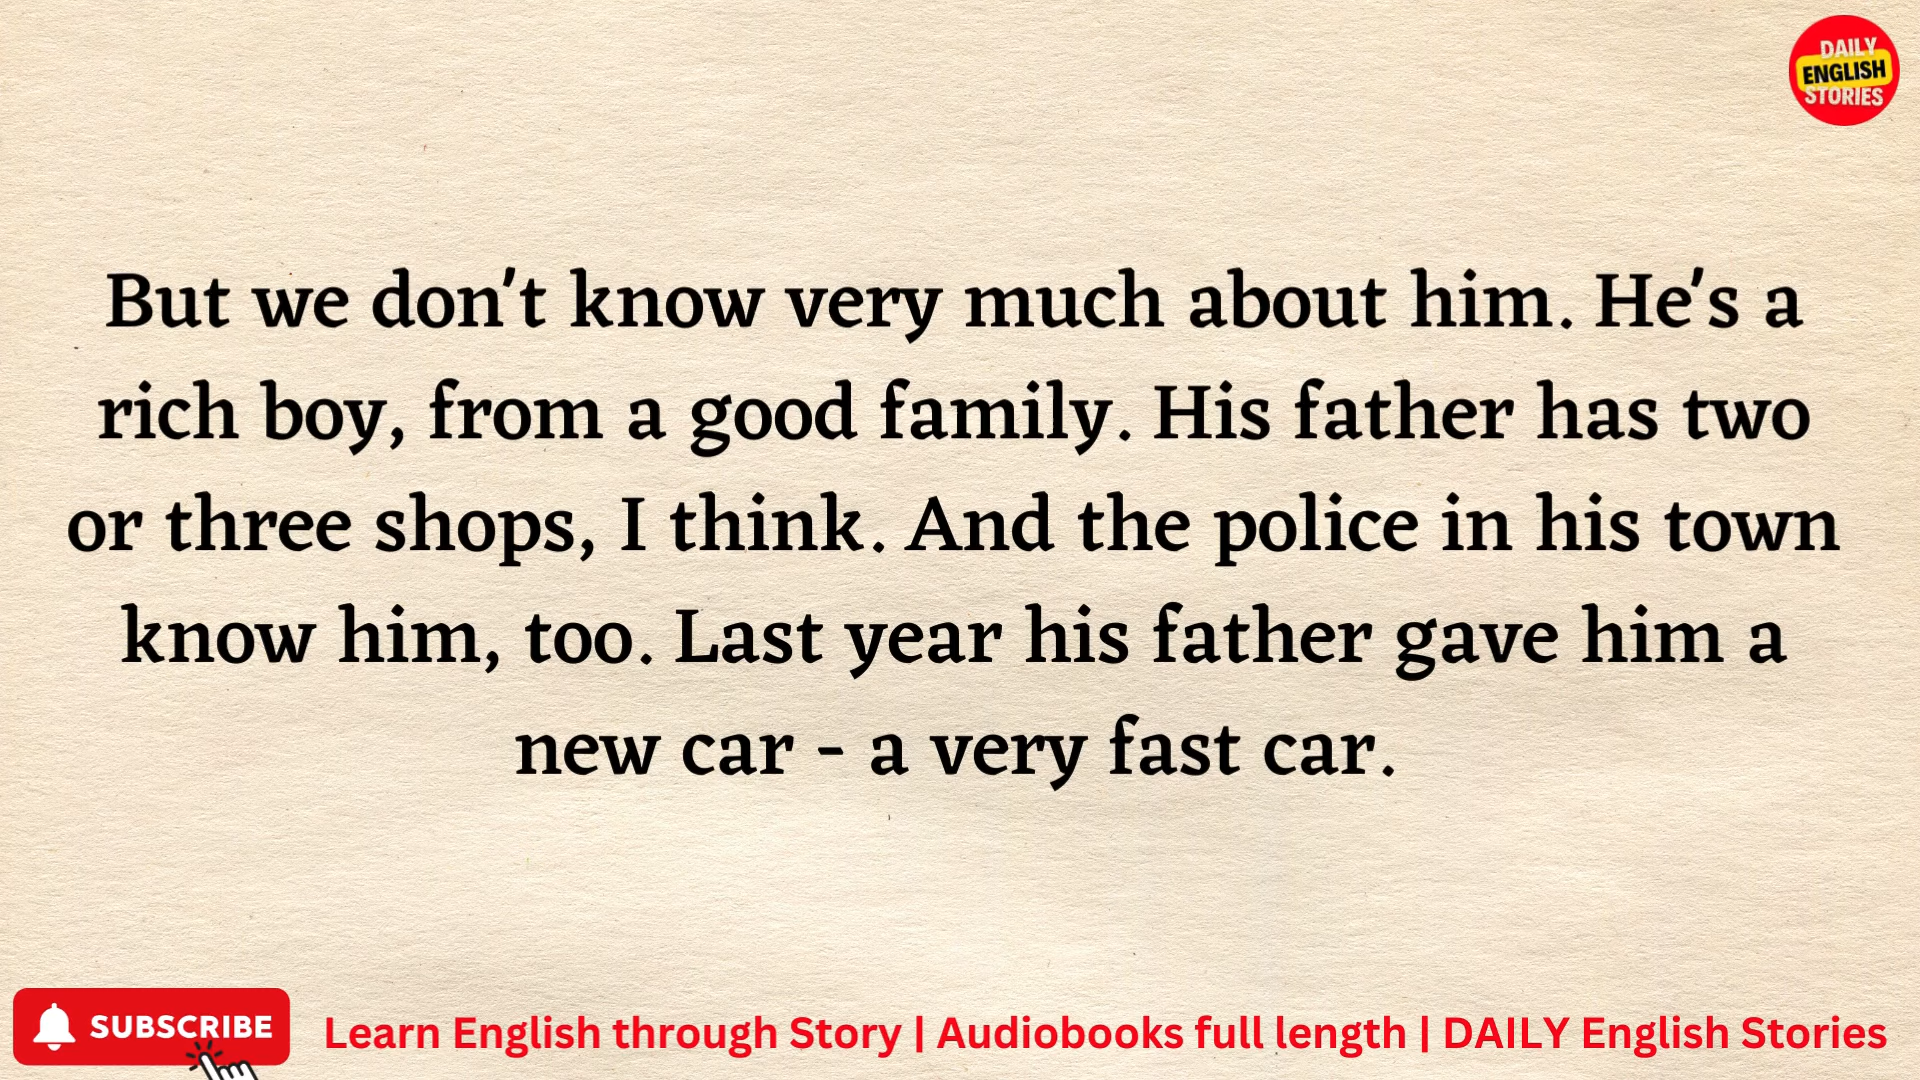 DAILY
ENGLISH
STORIES
But we don't know very much about him. He's a
rich boy, from a good family. His father has two
or three shops, I think. And the police in his town
know him, too. Last year his father gave him a
new car - a very fast car.
SUBSCRIBE
Learn English through Story | Audiobooks full length | DAILY English Stories